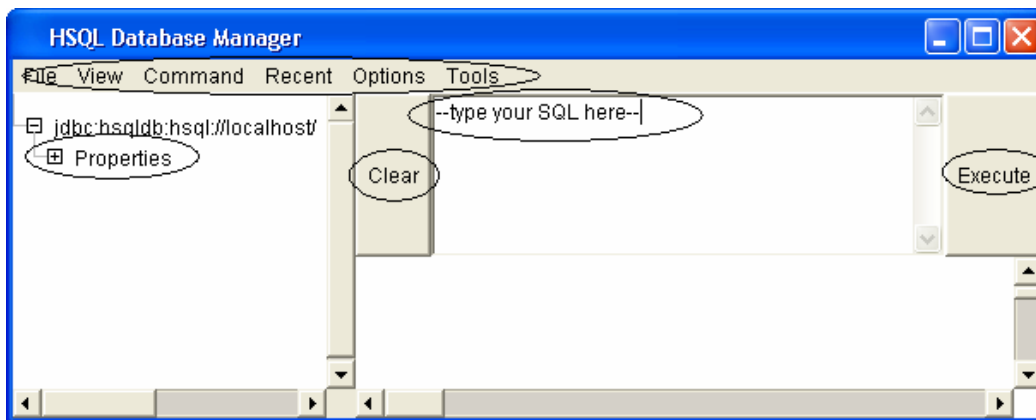 HSQL Database Manager
File View Command Recent Options Tools
jdbc:hsqldb:hsql://localhost/
Properties
Clear
--type your SQL here--
Execute